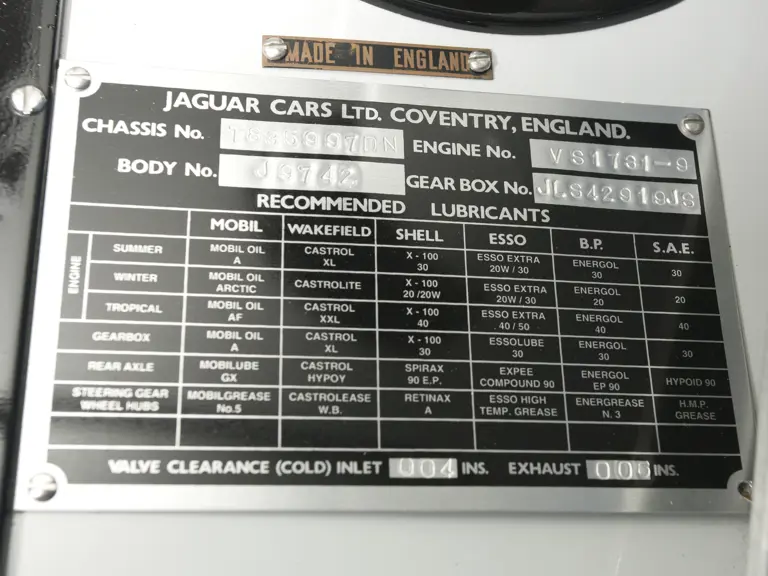 MADE IN ENGLAND
JAGUAR CARS LTD. COVENTRY, ENGLAND.
CHASSIS No. ENGINE No. VS1781-9
BODY No. J9742 GEAR BOX No. JLS42919JS
RECOMMENDED LUBRICANTS
MOBIL WAKEFIELD SHELL ESSO B.P. S.A.E.
ENGINE
SUMMER MOBIL OIL A CASTROL XL X-100 30 ESSO EXTRA 20W/30 ENERGOL 30 30
WINTER MOBIL OIL ARCTIC CASTROLITE X-100 20/20W ESSO EXTRA 20W/30 ENERGOL 20 20
TROPICAL MOBIL OIL AF CASTROL XXL X-100 40 ESSO EXTRA 40/50 ENERGOL 40 40
GEARBOX MOBIL OIL A CASTROL XL X-100 30 ESSOLUBE 30 ENERGOL 30 30
REAR AXLE MOBILUBE GX CASTROL HYPOY SPIRAX 90 E.P. EXPEE COMPOUND 90 ENERGOL EP 90 HYPOID 90
STEERING GEAR WHEEL HUBS MOBILGREASE No.5 CASTROLEASE W.B. RETINAX A ESSO HIGH TEMP. GREASE ENERGREASE N. 3 H.M.P. GREASE
VALVE CLEARANCE (COLD) INLET 004 INS. EXHAUST 006 INS.